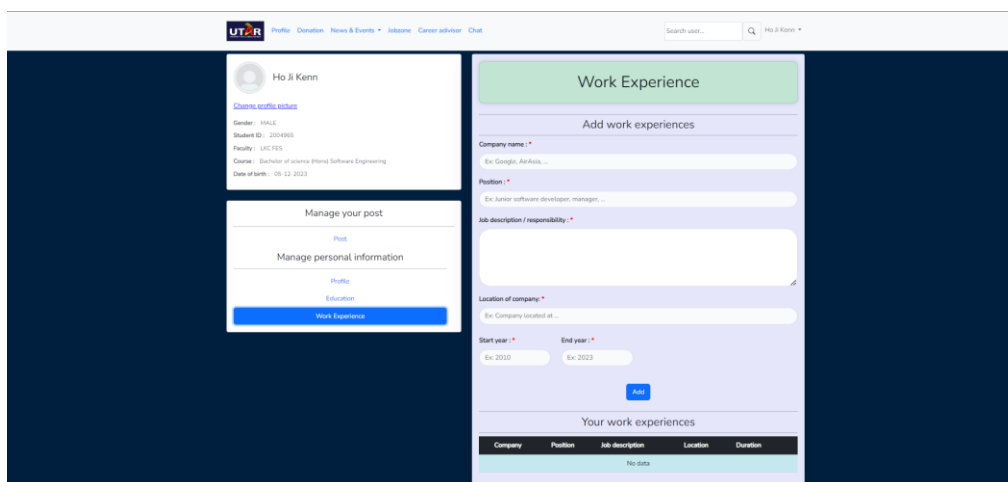 UTAR Profile Donation News & Events Jobzone Career advisor Chat Search user... Ho Ji Kenn
Ho Ji Kenn
Change profile picture
Gender : MALE
Student ID : 2004965
Faculty : LKC FES
Course : Bachelor of science (Hons) Software Engineering
Date of birth : 05-12-2023
Manage your post
Post
Manage personal information
Profile
Education
Work Experience
Work Experience
Add work experiences
Company name : *
Ex: Google, AirAsia, ...
Position : *
Ex: Junior software developer, manager, ...
Job description / responsibility : *
Location of company: *
Ex: Company located at ...
Start year : * End year : *
Ex: 2010 Ex: 2023
Add
Your work experiences
Company Position Job description Location Duration
No data